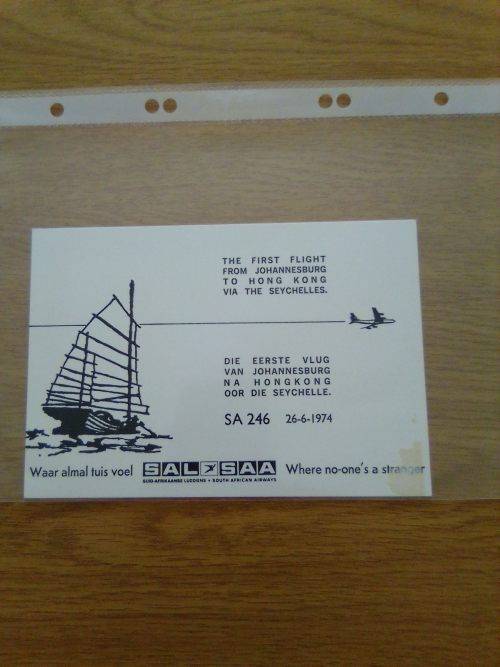 THE FIRST FLIGHT
FROM JOHANNESBURG
TO HONG KONG
VIA THE SEYCHELLES.
DIE EERSTE VLUG
VAN JOHANNESBURG
NA HONGKONG
OOR DIE SEYCHELLE.
SA 246 26-6-1974
Waar almal tuis voel SAL SAA Where no-one's a stranger
SUID-AFRIKAANSE LUGDIENS • SOUTH AFRICAN AIRWAYS